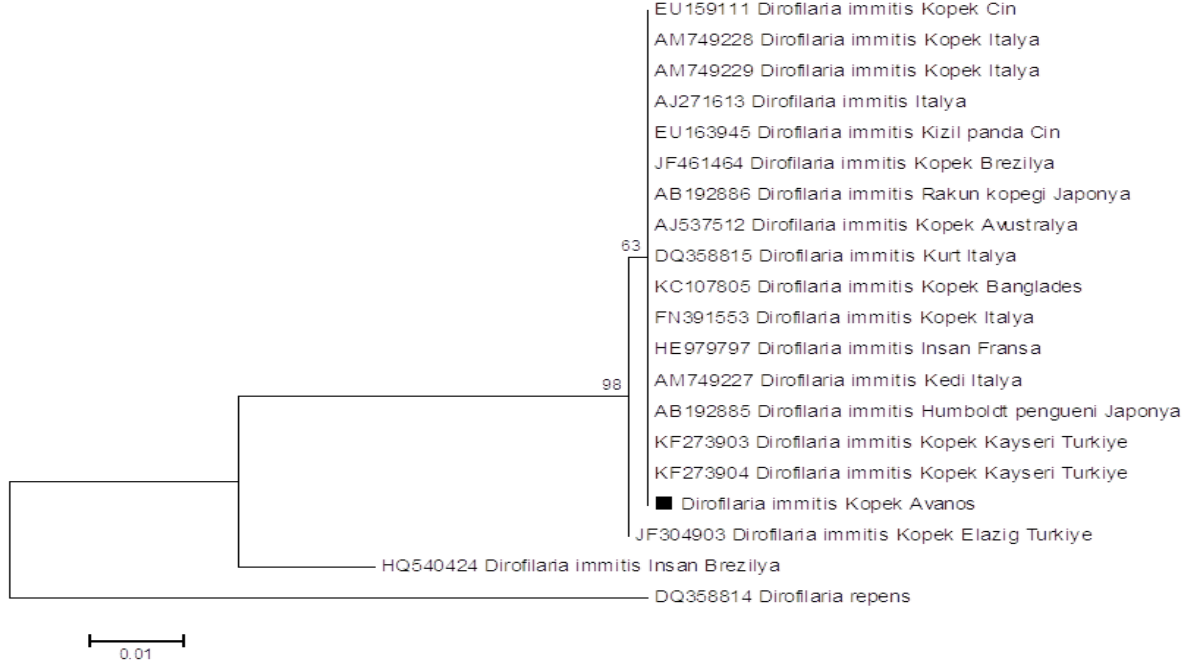 EU159111 Dirofilaria immitis Kopek Cin
AM749228 Dirofilaria immitis Kopek Italya
AM749229 Dirofilaria immitis Kopek Italya
AJ271613 Dirofilaria immitis Italya
EU163945 Dirofilaria immitis Kizil panda Cin
JF461464 Dirofilaria immitis Kopek Brezilya
AB192886 Dirofilaria immitis Rakun kopegi Japonya
AJ537512 Dirofilaria immitis Kopek Avustralya
63
DQ358815 Dirofilaria immitis Kurt Italya
KC107805 Dirofilaria immitis Kopek Banglades
FN391553 Dirofilaria immitis Kopek Italya
HE979797 Dirofilaria immitis Insan Fransa
98
AM749227 Dirofilaria immitis Kedi Italya
AB192885 Dirofilaria immitis Humboldt pengueni Japonya
KF273903 Dirofilaria immitis Kopek Kayseri Turkiye
KF273904 Dirofilaria immitis Kopek Kayseri Turkiye
Dirofilaria immitis Kopek Avanos
JF304903 Dirofilaria immitis Kopek Elazig Turkiye
HQ540424 Dirofilaria immitis Insan Brezilya
DQ358814 Dirofilaria repens
0.01